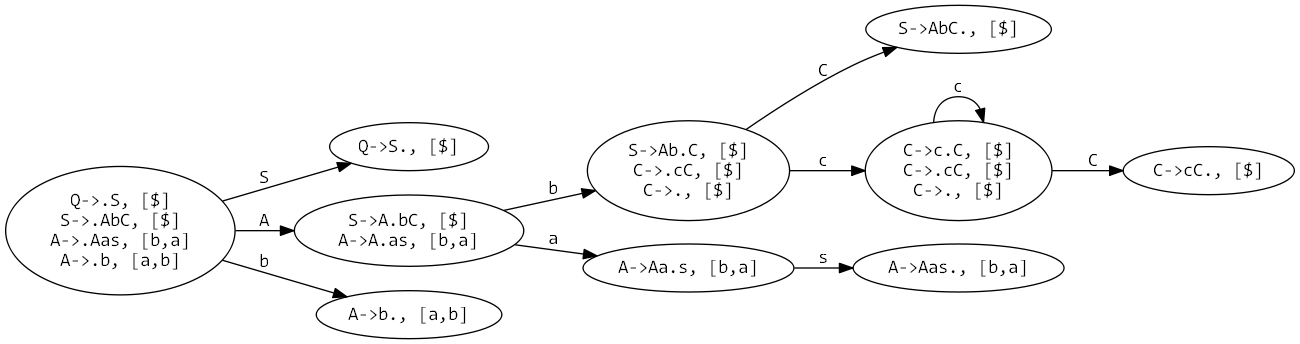 S->AbC., [$]
C
c
Q->S., [$]
S->Ab.C, [$]
C->.cC, [$]
C->., [$]
C->c.C, [$]
C->.cC, [$]
C->., [$]
C
C->cC., [$]
S
c
Q->.S, [$]
S->.AbC, [$]
A->.Aas, [b,a]
A->.b, [a,b]
A
S->A.bC, [$]
A->A.as, [b,a]
b
a
A->Aa.s, [b,a]
s
A->Aas., [b,a]
b
A->b., [a,b]